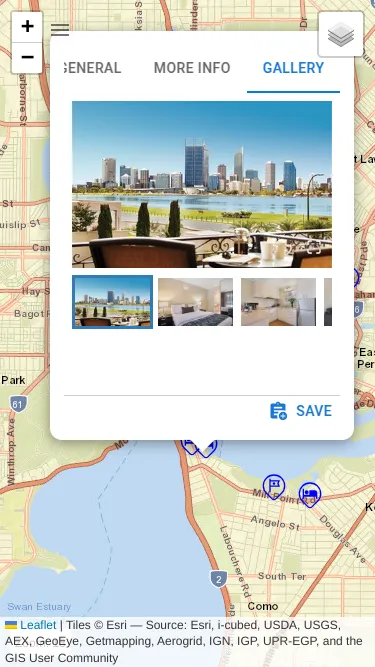 +
−
GENERAL
MORE INFO
GALLERY
SAVE
uislip St
Hay S
Bagot
Park
61
Winthrop Ave
Mill Point Rd
Angelo St
Douglas Ave
Labouchere Rd
2
South Ter
Swan Estuary
Como
Leaflet | Tiles © Esri — Source: Esri, i-cubed, USDA, USGS,
AEX, GeoEye, Getmapping, Aerogrid, IGN, IGP, UPR-EGP, and the
GIS User Community